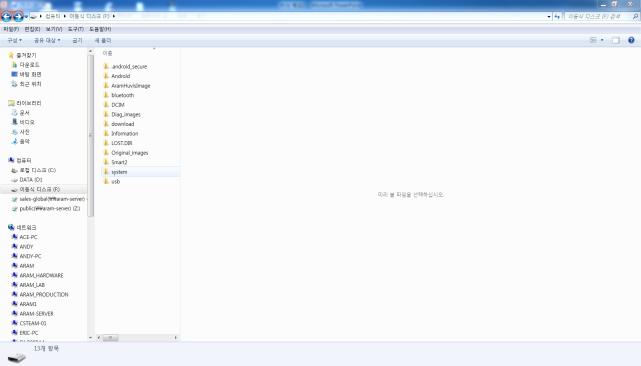 컴퓨터 ▸ 이동식 디스크 (F:) ▸
이동식 디스크 (F:) 검색
파일(F) 편집(E) 보기(V) 도구(T) 도움말(H)
구성 공유 대상 굽기 새 폴더
즐겨찾기
다운로드
바탕 화면
최근 위치
라이브러리
문서
비디오
사진
음악
컴퓨터
로컬 디스크 (C:)
DATA (D:)
이동식 디스크 (F:)
public(
aram-server) (Z:)
네트워크
ACE-PC
ANDY
ANDY-PC
ARAM
ARAM_HARDWARE
ARAM_LAB
ARAM_PRODUCTION
ARAM1
ARAM-SERVER
CSTEAM-01
ERIC-PC
이름
.android_secure
Android
AramHuvisImage
bluetooth
DCIM
Diag_images
download
Information
LOST.DIR
Original_images
Smart2
system
usb
미리 볼 파일을 선택하십시오.
13개 항목